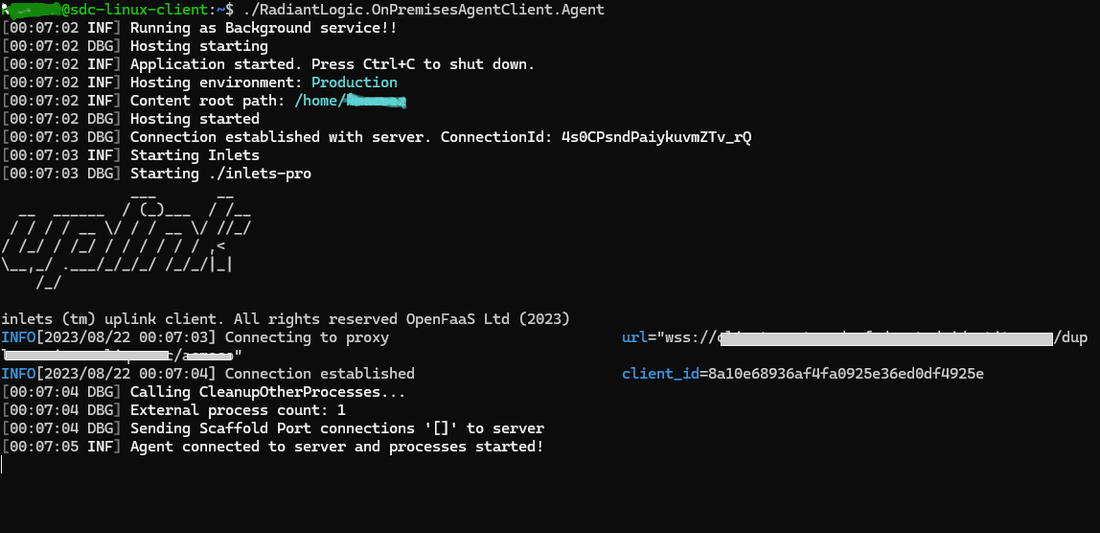 @sdc-linux-client:~$ ./RadiantLogic.OnPremisesAgentClient.Agent
[00:07:02 INF] Running as Background service!!
[00:07:02 DBG] Hosting starting
[00:07:02 INF] Application started. Press Ctrl+C to shut down.
[00:07:02 INF] Hosting environment: Production
[00:07:02 INF] Content root path: /home/
[00:07:02 DBG] Hosting started
[00:07:03 DBG] Connection established with server. ConnectionId: 4s0CPsndPaiykuvmZTv_rQ
[00:07:03 INF] Starting Inlets
[00:07:03 DBG] Starting ./inlets-pro
uplink
inlets (tm) uplink client. All rights reserved OpenFaaS Ltd (2023)
INFO[2023/08/22 00:07:03] Connecting to proxy url="wss:// /dup
/ "
INFO[2023/08/22 00:07:04] Connection established client_id=8a10e68936af4fa0925e36ed0df4925e
[00:07:04 DBG] Calling CleanupOtherProcesses...
[00:07:04 DBG] External process count: 1
[00:07:04 DBG] Sending Scaffold Port connections '[]' to server
[00:07:05 INF] Agent connected to server and processes started!